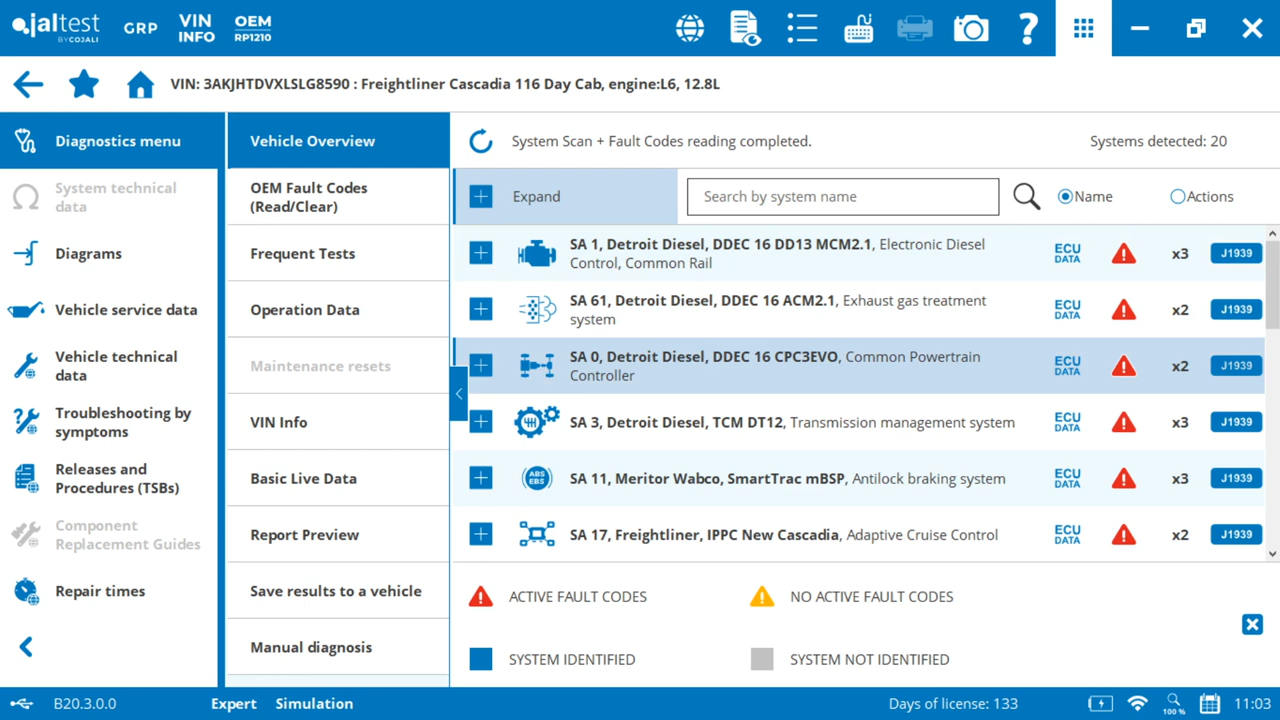 jaltest
BY COJALI
GRP
VIN
INFO
OEM
RP1210
VIN: 3AKJHTDVXLSLG8590 : Freightliner Cascadia 116 Day Cab, engine:L6, 12.8L
Diagnostics menu
System technical
data
Diagrams
Vehicle service data
Vehicle technical
data
Troubleshooting by
symptoms
Releases and
Procedures (TSBs)
Component
Replacement Guides
Repair times
Vehicle Overview
OEM Fault Codes
(Read/Clear)
Frequent Tests
Operation Data
Maintenance resets
VIN Info
Basic Live Data
Report Preview
Save results to a vehicle
Manual diagnosis
System Scan + Fault Codes reading completed.
Systems detected: 20
Expand
Search by system name
Name
Actions
SA 1, Detroit Diesel, DDEC 16 DD13 MCM2.1, Electronic Diesel
Control, Common Rail
ECU
DATA
x3
J1939
SA 61, Detroit Diesel, DDEC 16 ACM2.1, Exhaust gas treatment
system
ECU
DATA
x2
J1939
SA 0, Detroit Diesel, DDEC 16 CPC3EVO, Common Powertrain
Controller
ECU
DATA
x2
J1939
SA 3, Detroit Diesel, TCM DT12, Transmission management system
ECU
DATA
x3
J1939
ABS
EBS
SA 11, Meritor Wabco, SmartTrac mBSP, Antilock braking system
ECU
DATA
x3
J1939
SA 17, Freightliner, IPPC New Cascadia, Adaptive Cruise Control
ECU
DATA
x2
J1939
ACTIVE FAULT CODES
NO ACTIVE FAULT CODES
SYSTEM IDENTIFIED
SYSTEM NOT IDENTIFIED
B20.3.0.0
Expert
Simulation
Days of license: 133
100 %
11:03